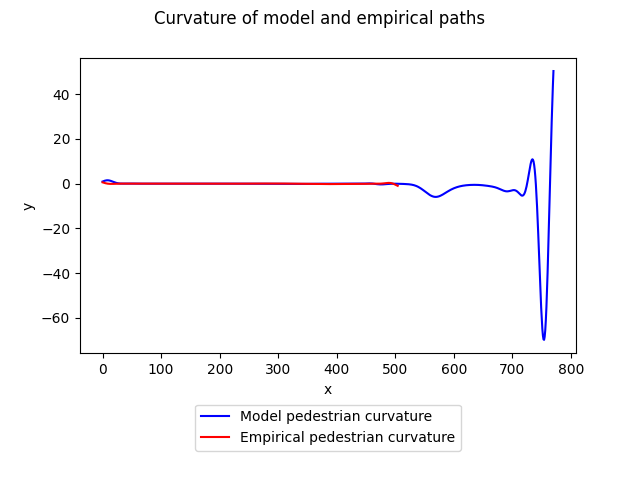 Curvature of model and empirical paths
40
20
0
−20
−40
−60
y
0 100 200 300 400 500 600 700 800
x
Model pedestrian curvature
Empirical pedestrian curvature